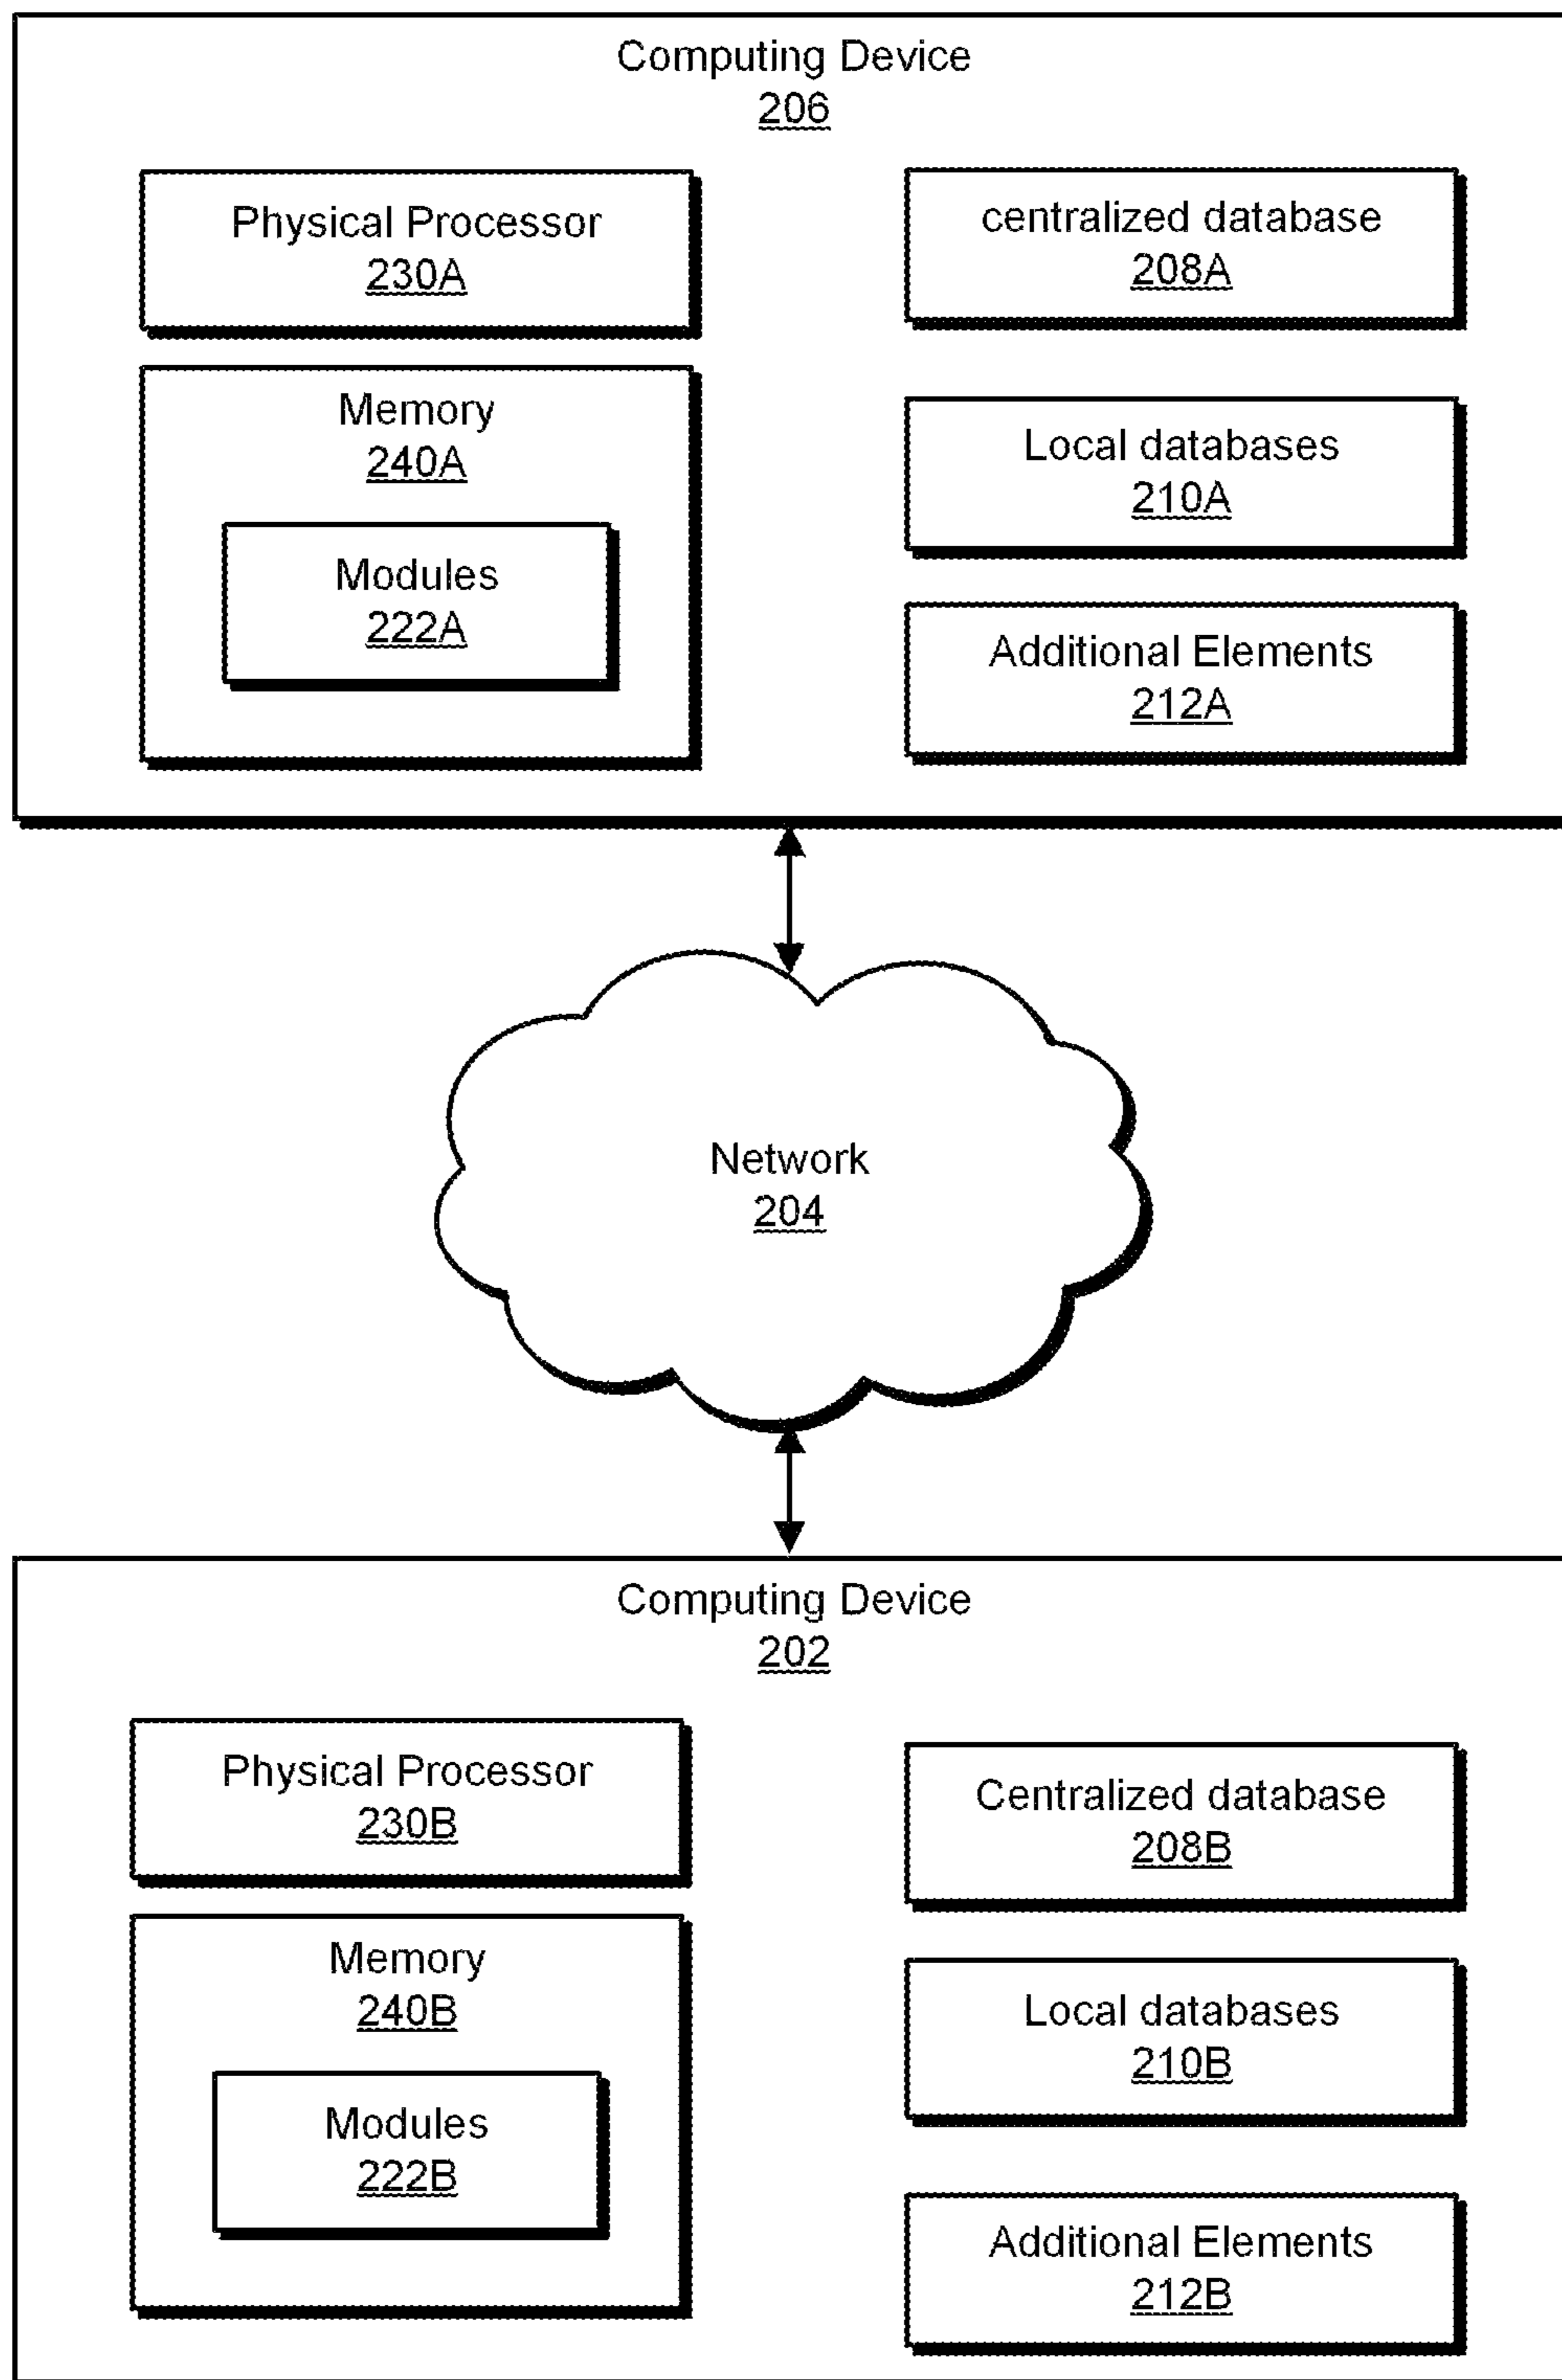 Computing Device
206
Physical Processor
230A
Memory
240A
Modules
222A
centralized database
208A
Local databases
210A
Additional Elements
212A
Network
204
Computing Device
202
Physical Processor
230B
Memory
240B
Modules
222B
Centralized database
208B
Local databases
210B
Additional Elements
212B